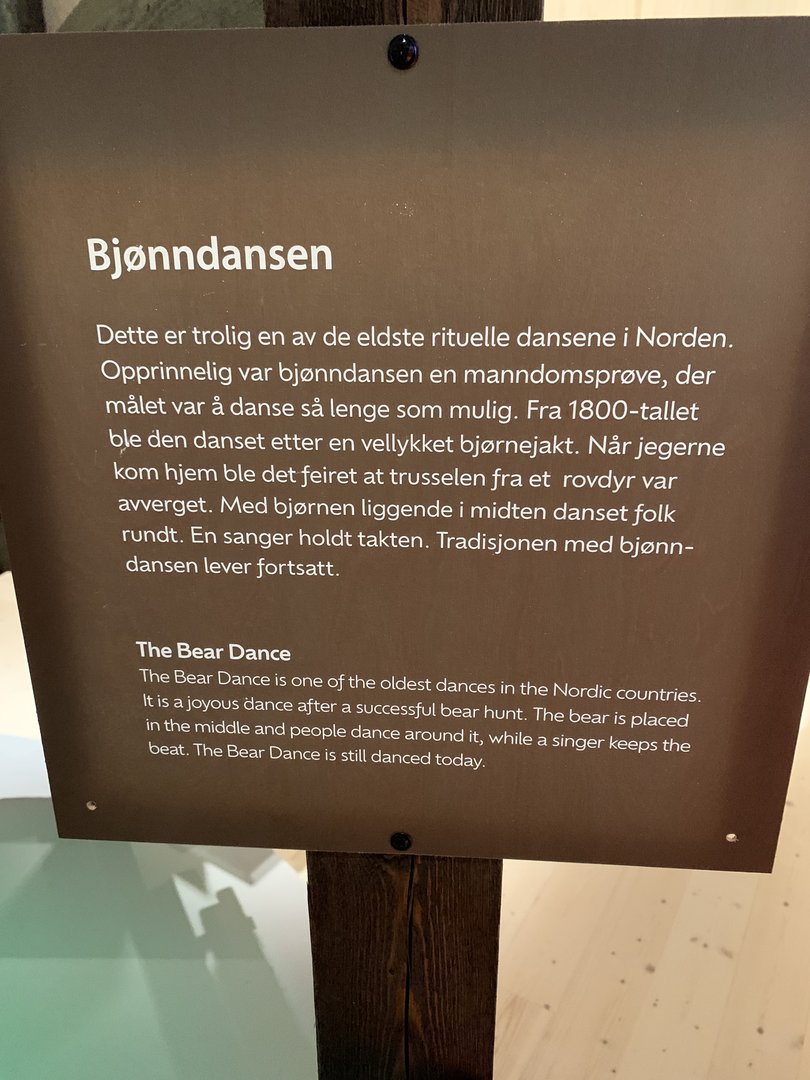 Bjønndansen
Dette er trolig en av de eldste rituelle dansene i Norden.
Opprinnelig var bjønndansen en manndomsprøve, der
målet var å danse så lenge som mulig. Fra 1800-tallet
ble den danset etter en vellykket bjørnejakt. Når jegerne
kom hjem ble det feiret at trusselen fra et rovdyr var
avverget. Med bjørnen liggende i midten danset folk
rundt. En sanger holdt takten. Tradisjonen med bjønn-
dansen lever fortsatt.
The Bear Dance
The Bear Dance is one of the oldest dances in the Nordic countries.
It is a joyous dance after a successful bear hunt. The bear is placed
in the middle and people dance around it, while a singer keeps the
beat. The Bear Dance is still danced today.